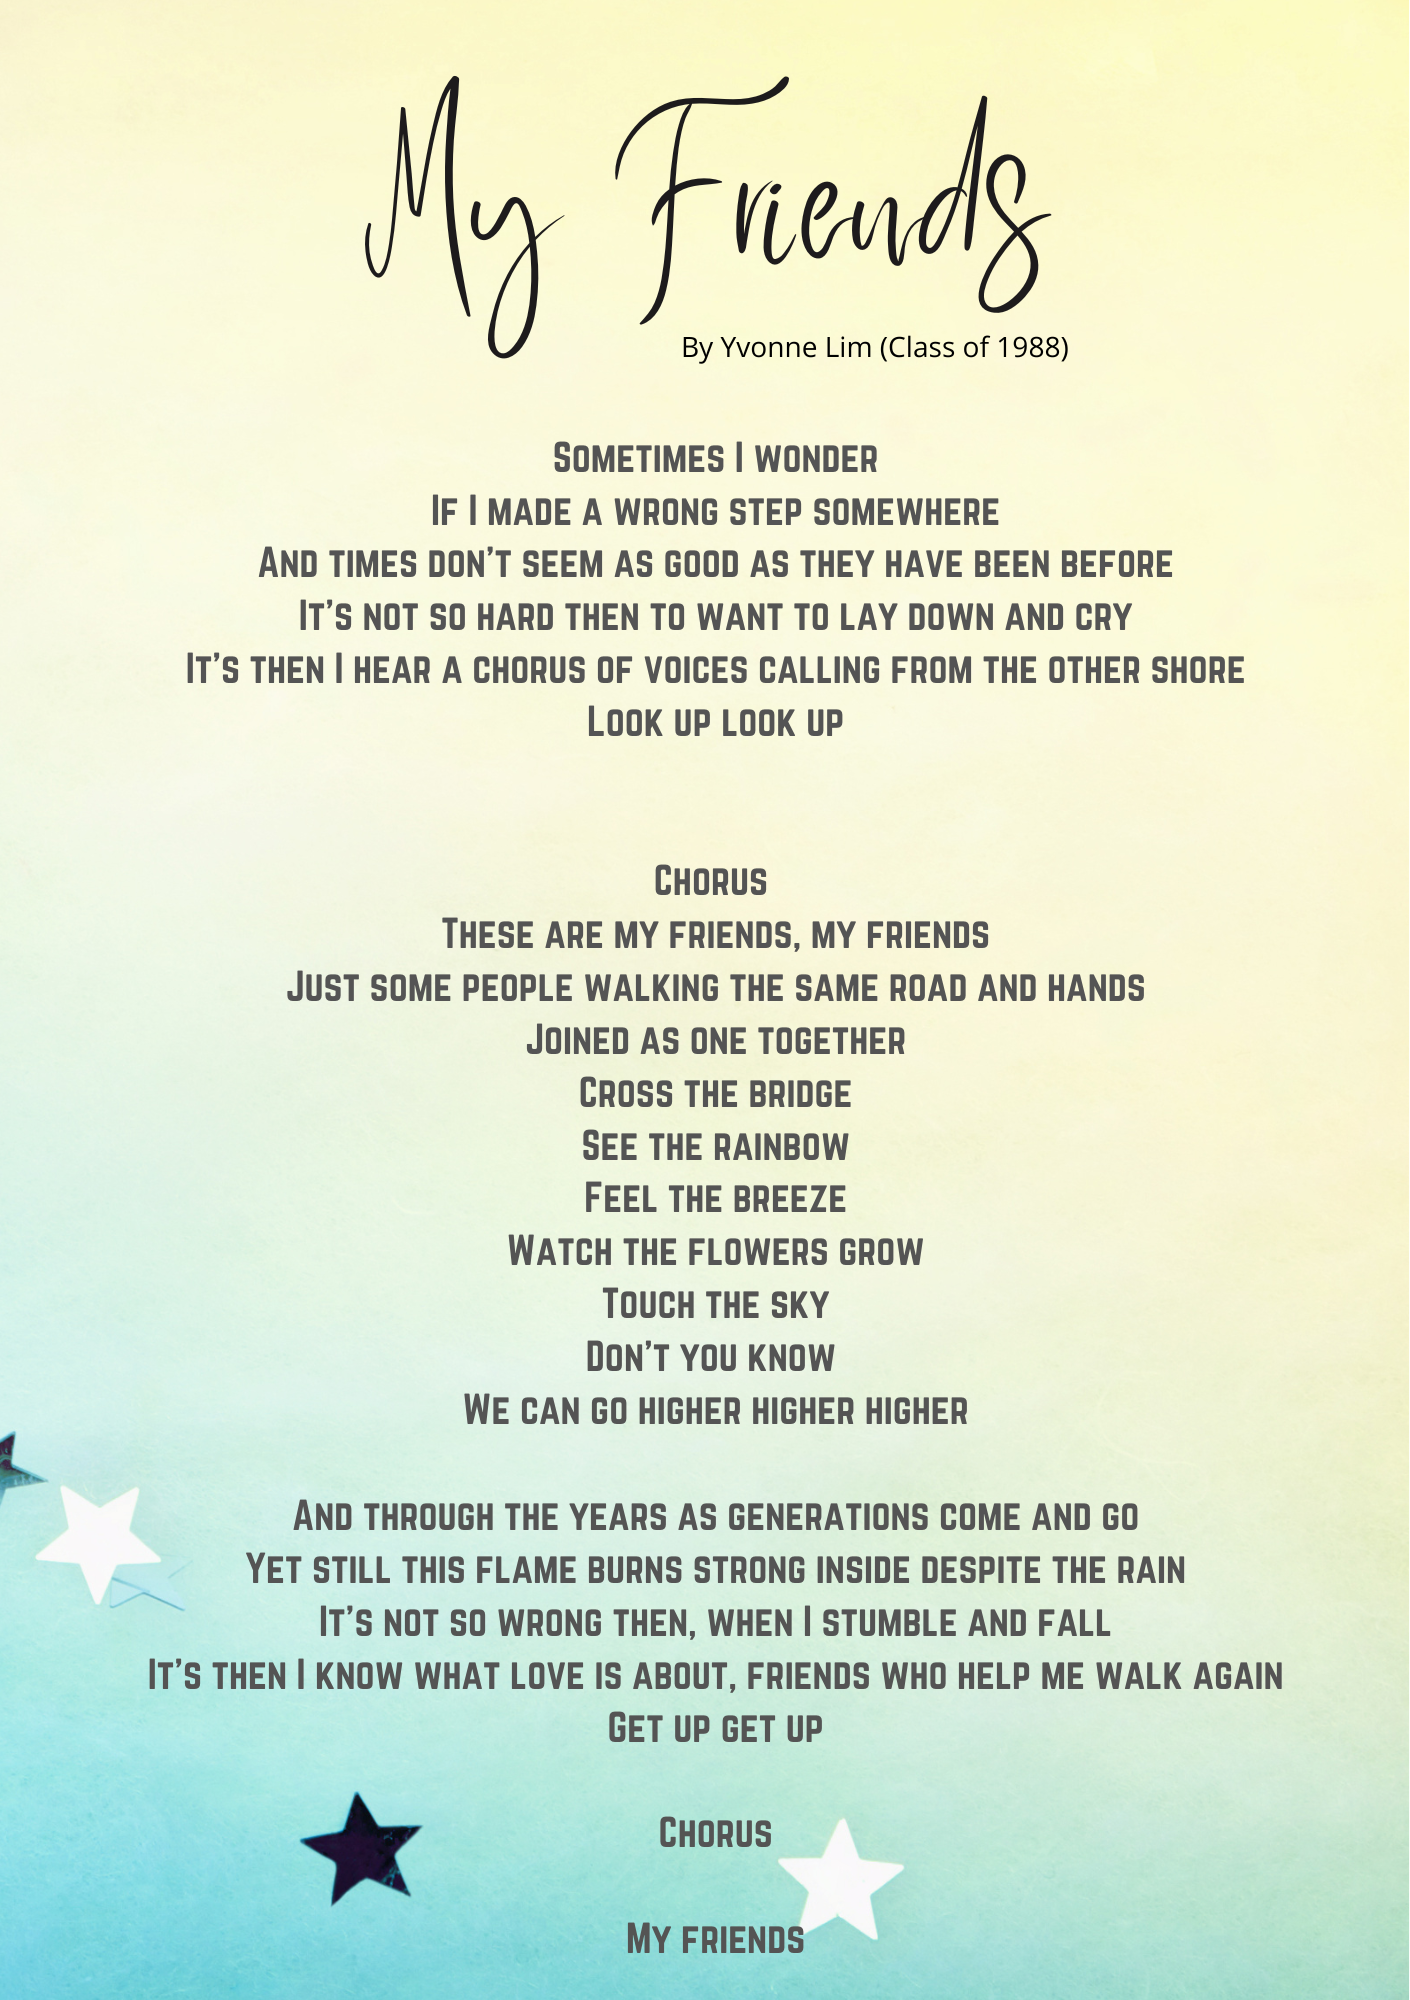 My Friends
By Yvonne Lim (Class of 1988)
Sometimes I wonder
If I made a wrong step somewhere
And times don't seem as good as they have been before
It's not so hard then to want to lay down and cry
It's then I hear a chorus of voices calling from the other shore
Look up look up
Chorus
These are my friends, my friends
Just some people walking the same road and hands
Joined as one together
Cross the bridge
See the rainbow
Feel the breeze
Watch the flowers grow
Touch the sky
Don't you know
We can go higher higher higher
And through the years as generations come and go
Yet still this flame burns strong inside despite the rain
It's not so wrong then, when I stumble and fall
It's then I know what love is about, friends who help me walk again
Get up get up
Chorus
My friends